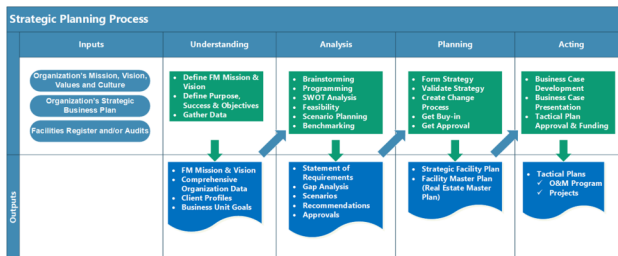 Strategic Planning Process
Inputs
Understanding
Analysis
Planning
Acting
Organization's Mission, Vision,
Values and Culture
Organization's Strategic
Business Plan
Facilities Register and/or Audits
• Define FM Mission &
Vision
• Define Purpose,
Success & Objectives
• Gather Data
• Brainstorming
• Programming
• SWOT Analysis
• Feasibility
• Scenario Planning
• Benchmarking
• Form Strategy
• Validate Strategy
• Create Change
Process
• Get Buy-in
• Get Approval
• Business Case
Development
• Business Case
Presentation
• Tactical Plan
Approval & Funding
Outputs
• FM Mission & Vision
• Comprehensive
Organization Data
• Client Profiles
• Business Unit Goals
• Statement of
Requirements
• Gap Analysis
• Scenarios
• Recommendations
• Approvals
• Strategic Facility Plan
• Facility Master Plan
(Real Estate Master
Plan)
• Tactical Plans
✓ O&M Program
✓ Projects